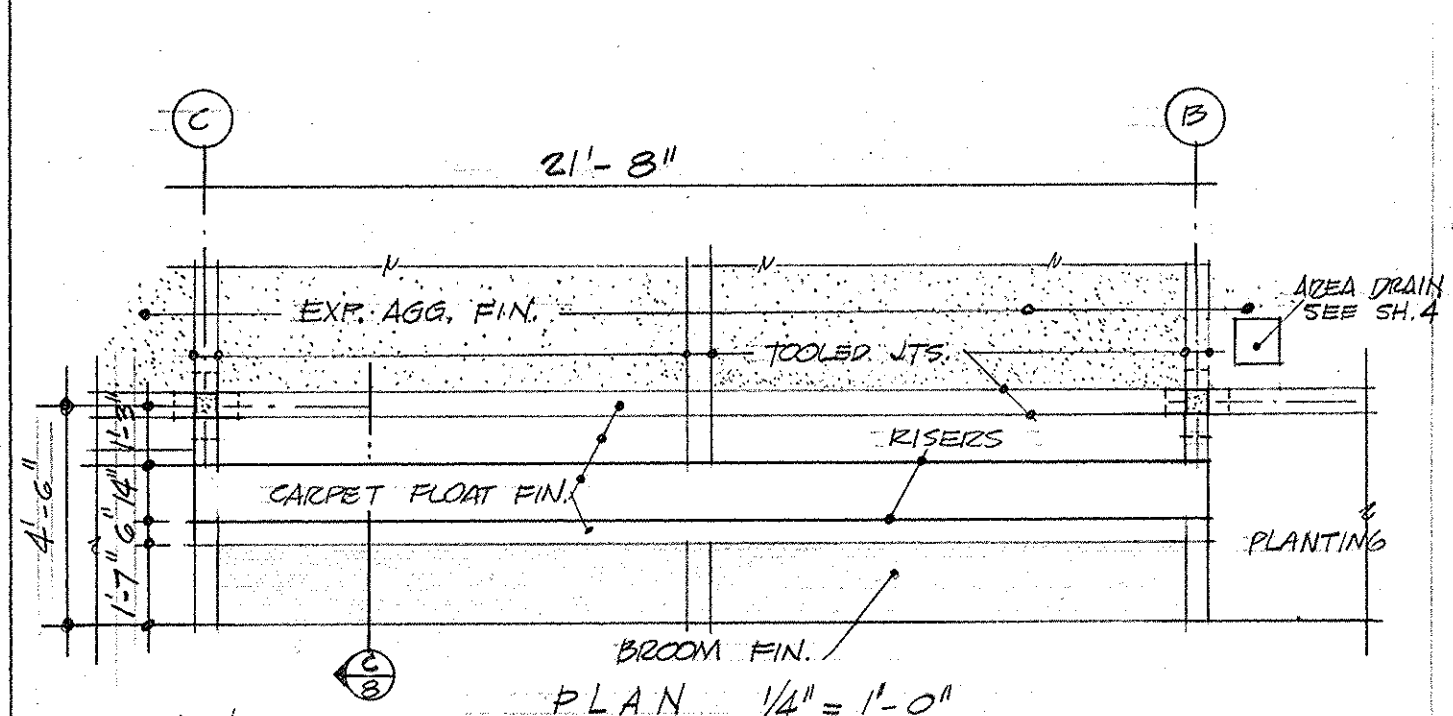 C
B
21'- 8"
EXP. AGG. FIN.
AREA DRAIN
SEE SH. 4
TOOLED JTS.
RISERS
4'-6"
1'-7" 6" 14" 1'-3"
CARPET FLOAT FIN.
PLANTING
BROOM FIN.
C
8
PLAN 1/4" = 1'-0"